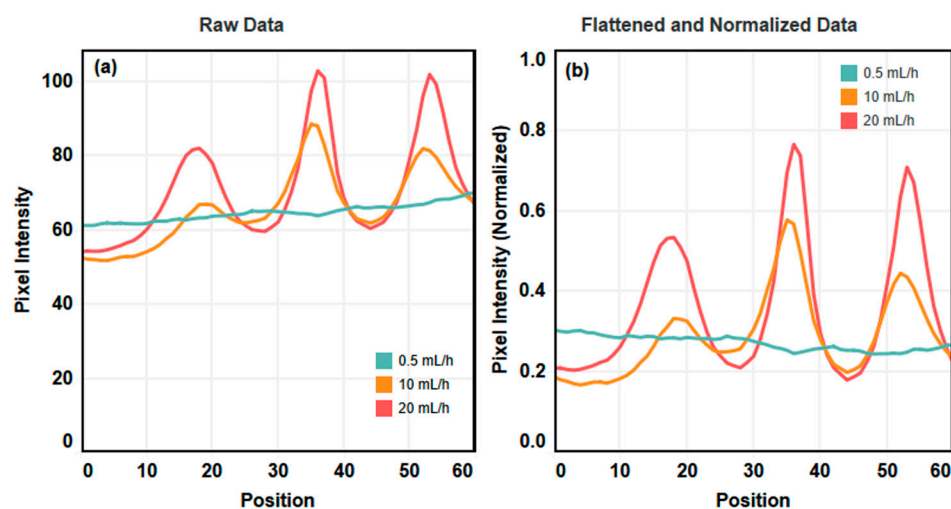 Raw Data
(a)
Pixel Intensity
100
80
60
40
20
0
0 10 20 30 40 50 60
Position
0.5 mL/h
10 mL/h
20 mL/h
Flattened and Normalized Data
(b)
Pixel Intensity (Normalized)
1.0
0.8
0.6
0.4
0.2
0.0
0 10 20 30 40 50 60
Position
0.5 mL/h
10 mL/h
20 mL/h